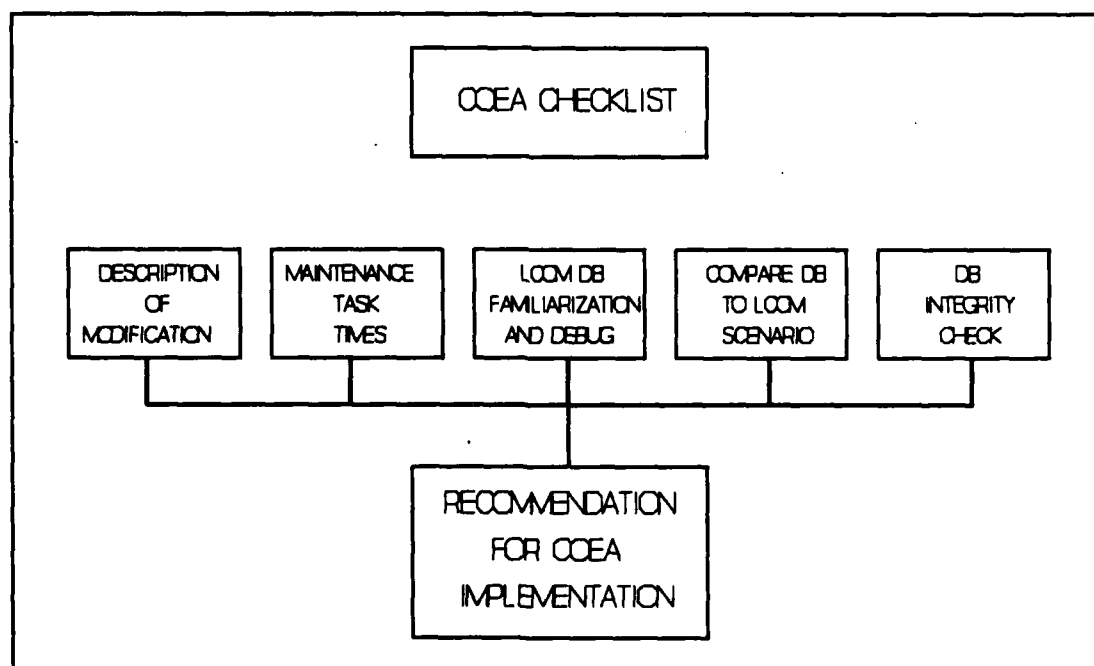 CCEA CHECKLIST
DESCRIPTION
OF
MODIFICATION
MAINTENANCE
TASK
TIMES
LCOM DB
FAMILIARIZATION
AND DEBUG
COMPARE DB
TO LCOM
SCENARIO
DB
INTEGRITY
CHECK
RECOMMENDATION
FOR CCEA
IMPLEMENTATION